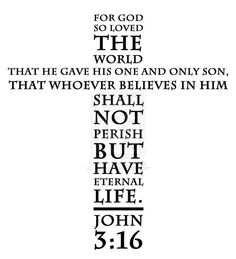 FOR GOD
SO LOVED
THE
WORLD
THAT HE GAVE HIS ONE AND ONLY SON,
THAT WHOEVER BELIEVES IN HIM
SHALL
NOT
PERISH
BUT
HAVE
ETERNAL
LIFE.
JOHN
3:16